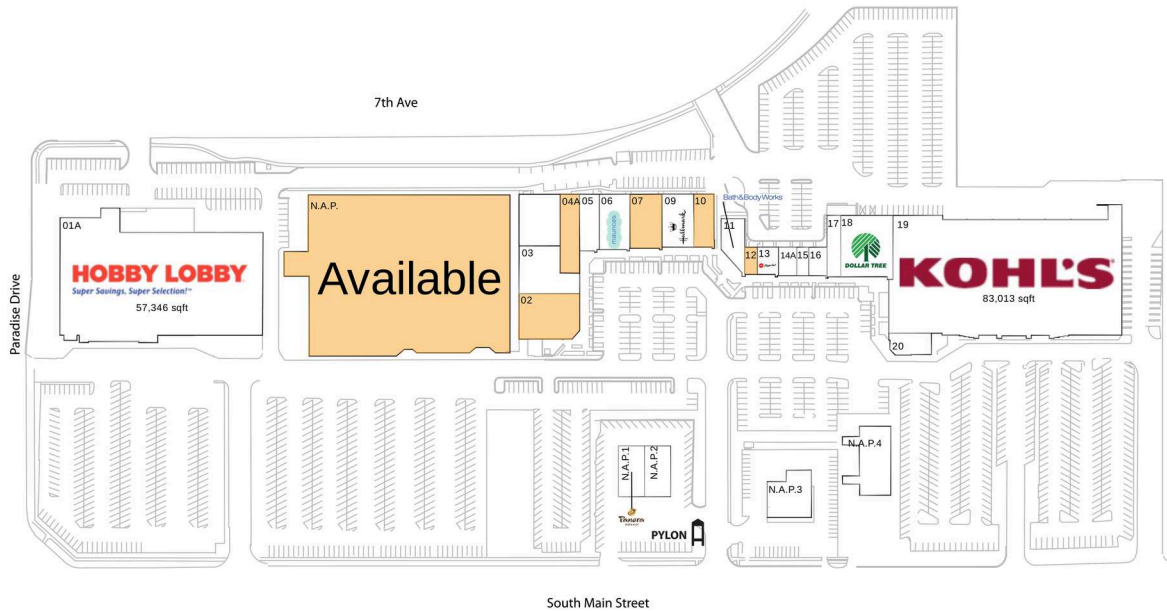 7th Ave
Paradise Drive
01A
HOBBY LOBBY
Super Savings, Super Selection!™
57,346 sqft
N.A.P.
Available
03
02
04A
05
06
maurices
07
09
Hallmark
10
Bath&BodyWorks
11
12
13
14A
15
16
17
18
DOLLAR TREE
19
KOHL'S
83,013 sqft
20
N.A.P.1
N.A.P.2
Panera
BREAD
PYLON
N.A.P.3
N.A.P.4
South Main Street